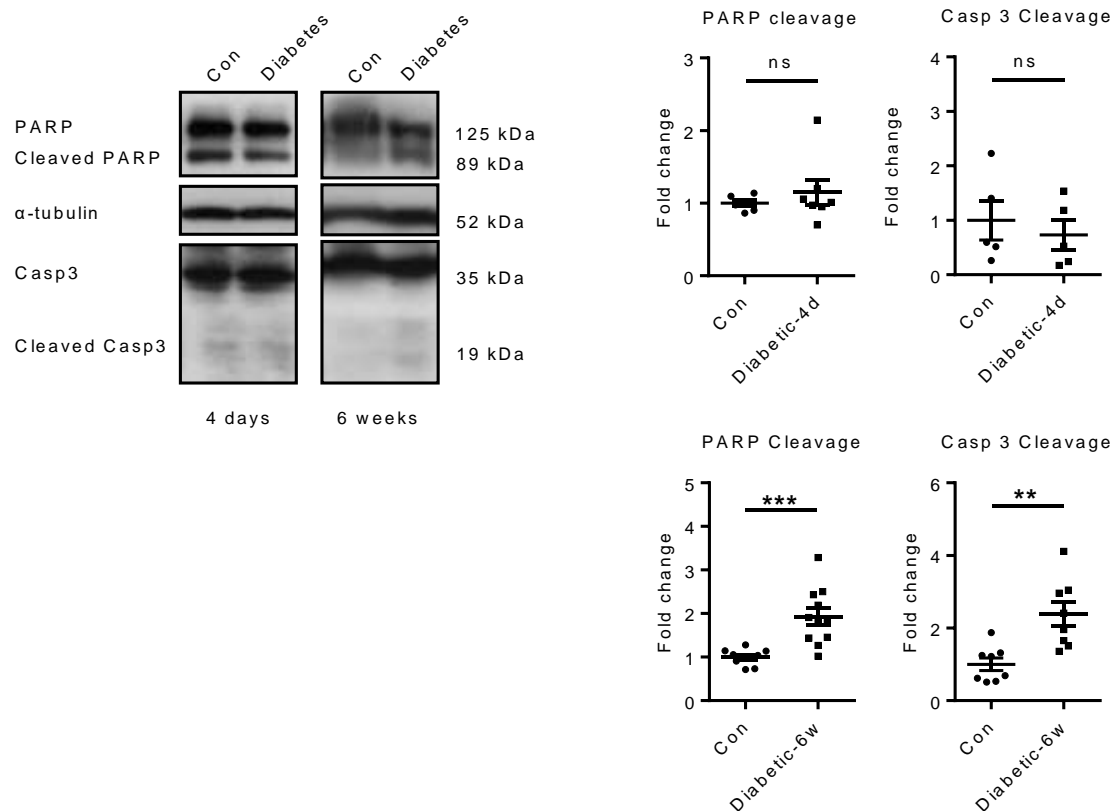 Con Diabetes Con Diabetes
PARP 125 kDa
Cleaved PARP 89 kDa
α-tubulin 52 kDa
Casp3 35 kDa
Cleaved Casp3 19 kDa
4 days 6 weeks
PARP cleavage
ns
Fold change
3
2
1
0
Con Diabetic-4d
Casp 3 Cleavage
ns
Fold change
4
3
2
1
0
Con Diabetic-4d
PARP Cleavage
***
Fold change
5
4
3
2
1
0
Con Diabetic-6w
Casp 3 Cleavage
**
Fold change
6
4
2
0
Con Diabetic-6w